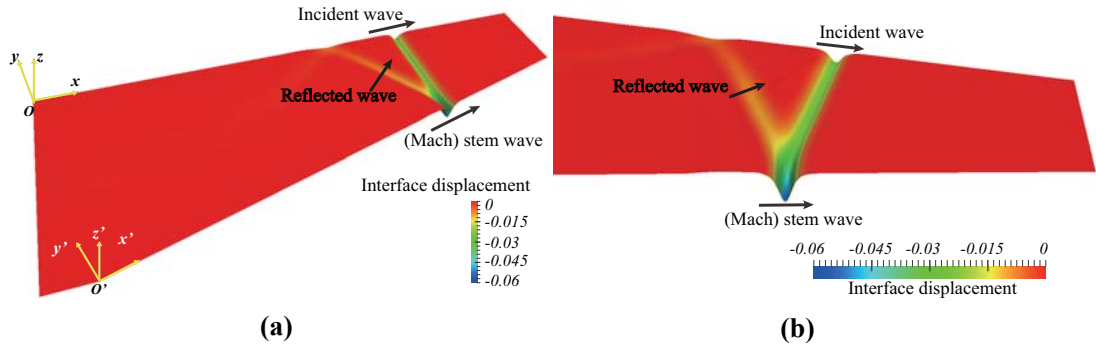 Incident wave
y
z
x
o
Reflected wave
(Mach) stem wave
Interface displacement
0
-0.015
-0.03
-0.045
-0.06
y'
z'
x'
o'
(a)
Incident wave
Reflected wave
(Mach) stem wave
-0.06 -0.045 -0.03 -0.015 0
Interface displacement
(b)